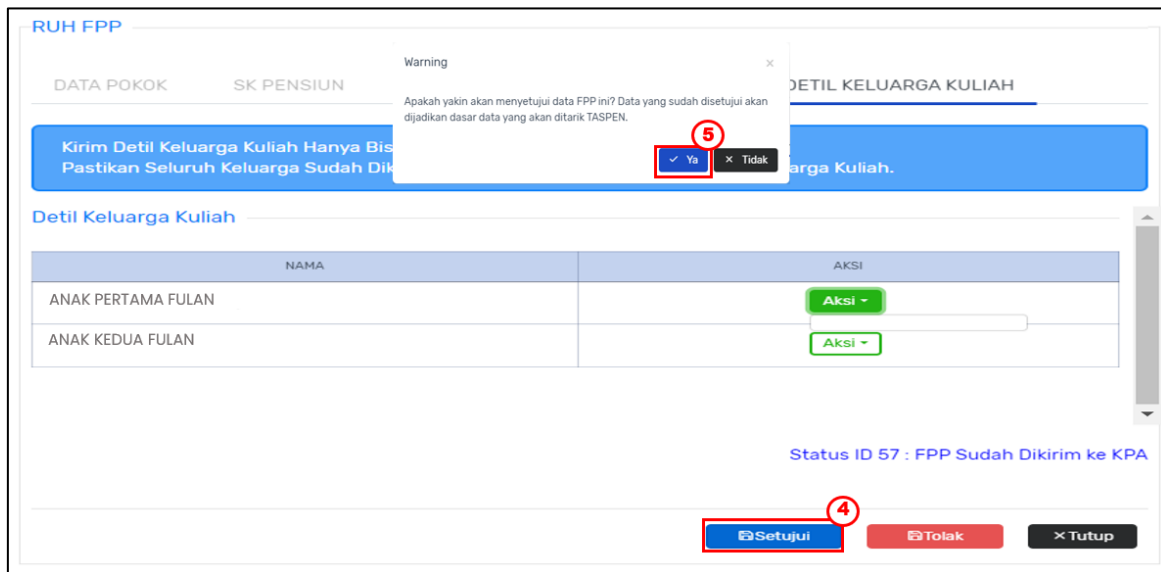 RUH FPP
Warning
×
DATA POKOK
SK PENSIUN
DETIL KELUARGA KULIAH
Apakah yakin akan menyetujui data FPP ini? Data yang sudah disetujui akan
dijadikan dasar data yang akan ditarik TASPEN.
5
✓ Ya
× Tidak
Kirim Detil Keluarga Kuliah Hanya Bis
Pastikan Seluruh Keluarga Sudah Dik
arga Kuliah.
Detil Keluarga Kuliah
NAMA
AKSI
ANAK PERTAMA FULAN
Aksi
ANAK KEDUA FULAN
Aksi
Status ID 57 : FPP Sudah Dikirim ke KPA
4
Setujui
Tolak
× Tutup